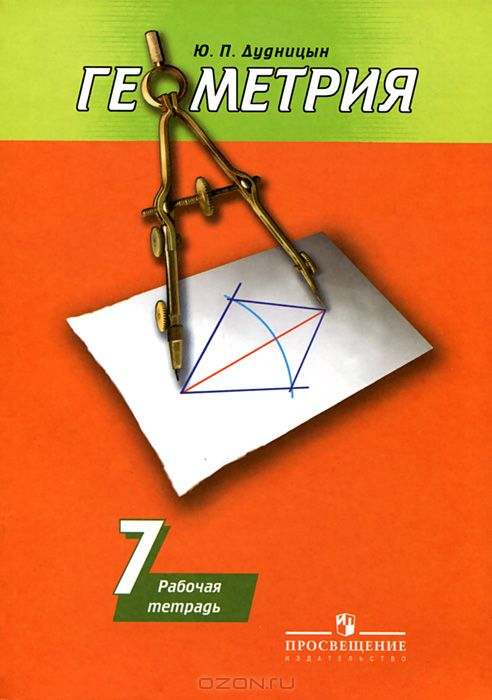 Ю. П. Дудницын
ГЕОМЕТРИЯ
7
Рабочая
тетрадь
ПРОСВЕЩЕНИЕ
ИЗДАТЕЛЬСТВО
OZON.ru